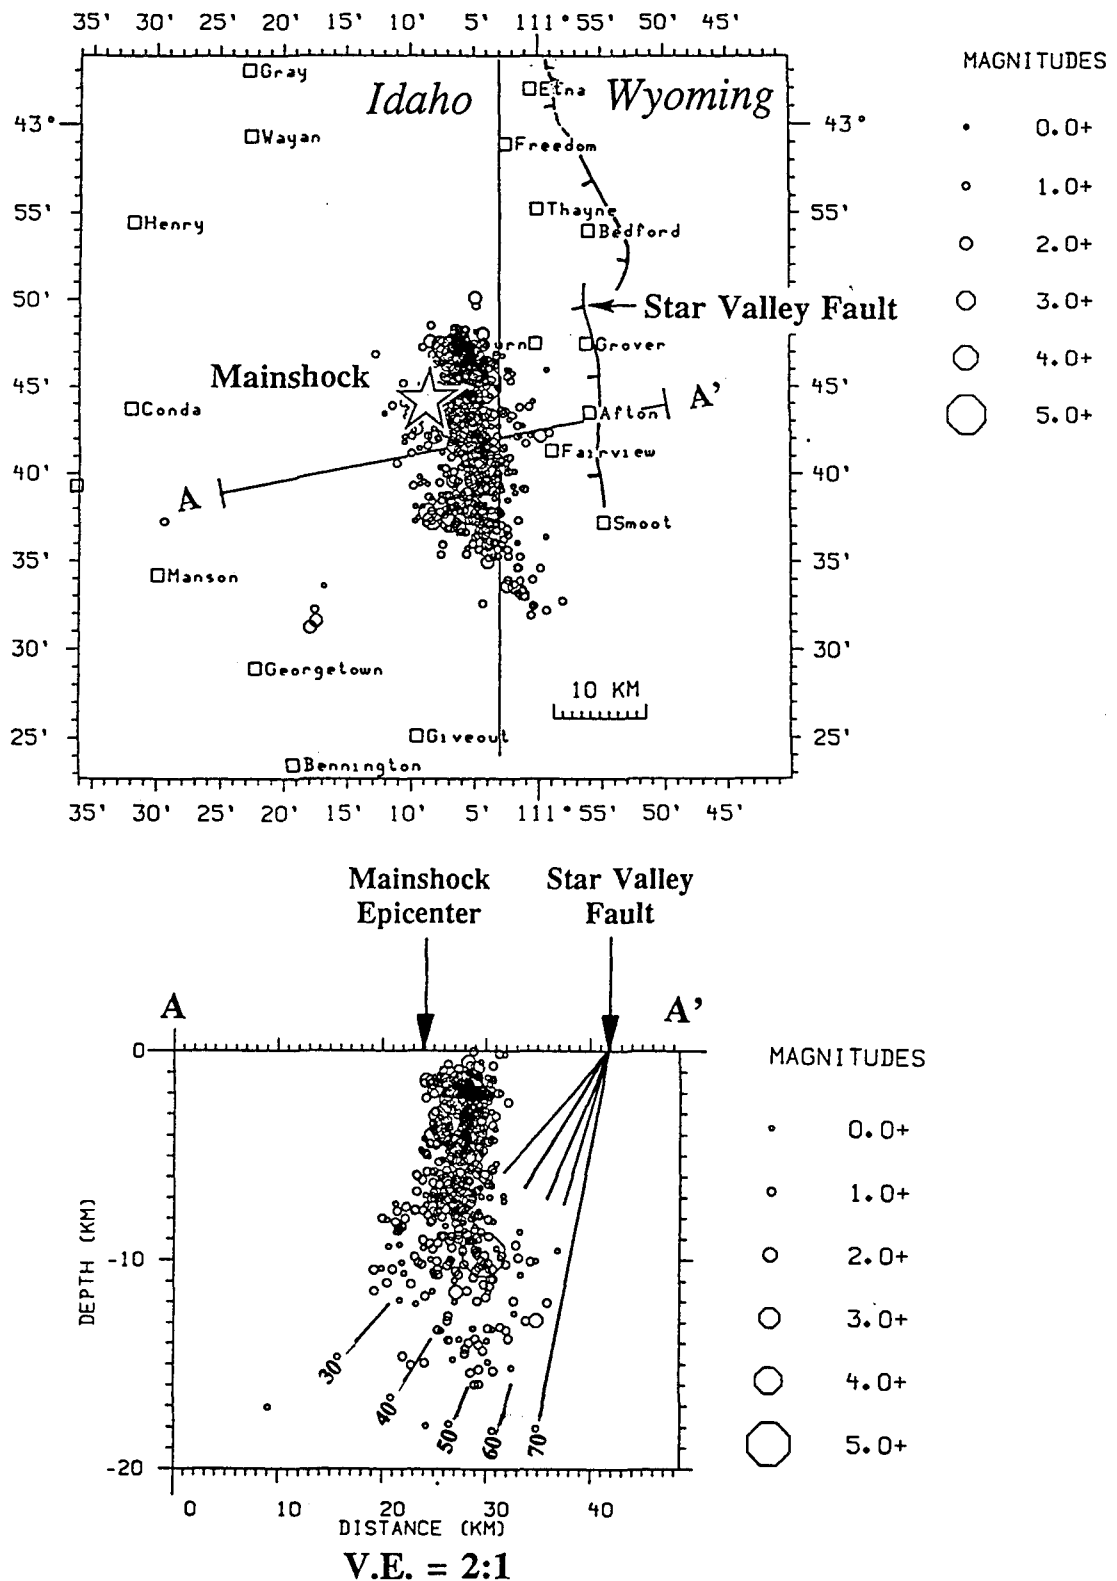 35' 30' 20' 15' 10' 5' 111° 55' 50' 45'
MAGNITUDES
Gray
Idaho
Wyoming
Etna
43°
43°
0.0+
Wayan
Freedom
1.0+
55'
Thayne
55'
Henry
Bedford
2.0+
50'
50'
3.0+
Star Valley Fault
urn
Grover
4.0+
Mainshock
45'
45'
A'
Conda
Afton
5.0+
Fairview
40'
40'
A
Smoot
35'
35'
Manson
30'
30'
Georgetown
10 KM
25'
25'
Giveout
Bennington
35' 30' 20' 15' 10' 5' 111° 55' 50' 45'
Mainshock
Epicenter
Star Valley
Fault
A
A'
0
MAGNITUDES
0.0+
1.0+
DEPTH (KM)
-10
2.0+
3.0+
30°
40°
50°
60°
70°
4.0+
5.0+
-20
0 10 20 30 40
DISTANCE (KM)
V.E. = 2:1